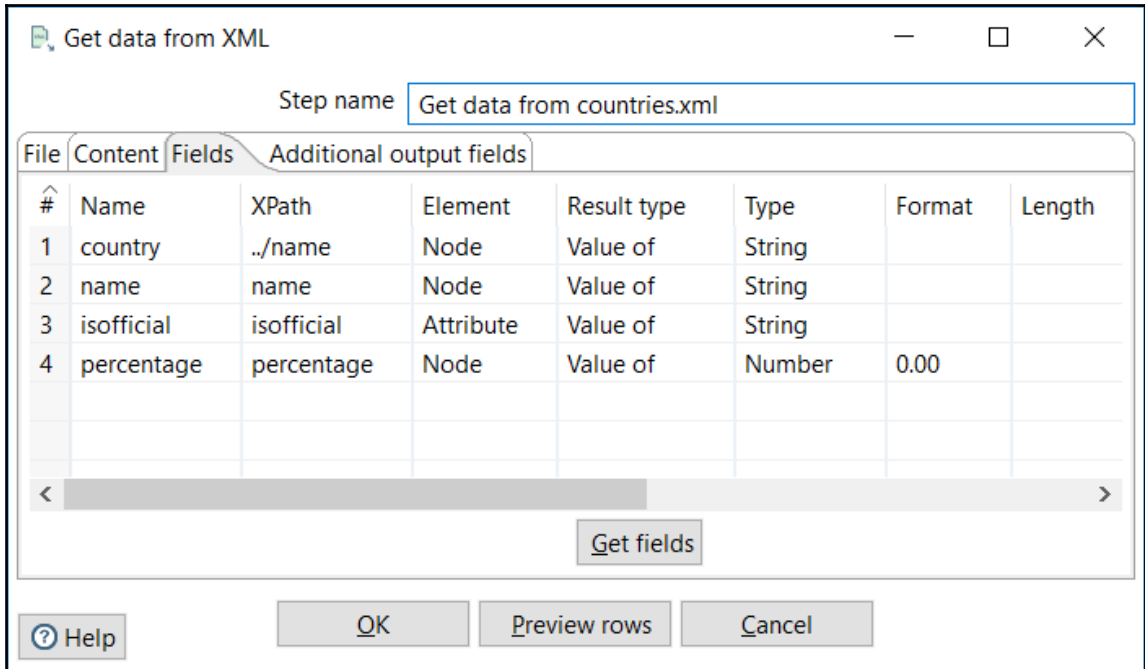 Get data from XML
Step name Get data from countries.xml
File Content Fields Additional output fields
# Name XPath Element Result type Type Format Length
1 country ../name Node Value of String
2 name name Node Value of String
3 isofficial isofficial Attribute Value of String
4 percentage percentage Node Value of Number 0.00
Get fields
Help OK Preview rows Cancel